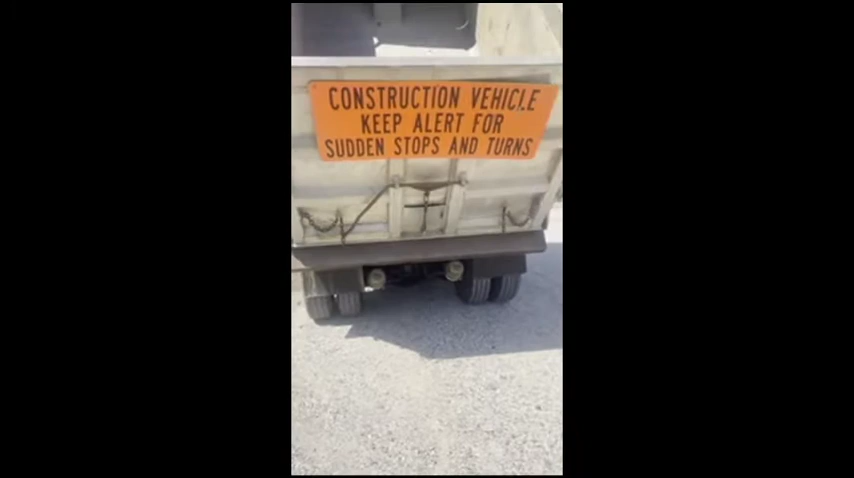 CONSTRUCTION VEHICLE
KEEP ALERT FOR
SUDDEN STOPS AND TURNS